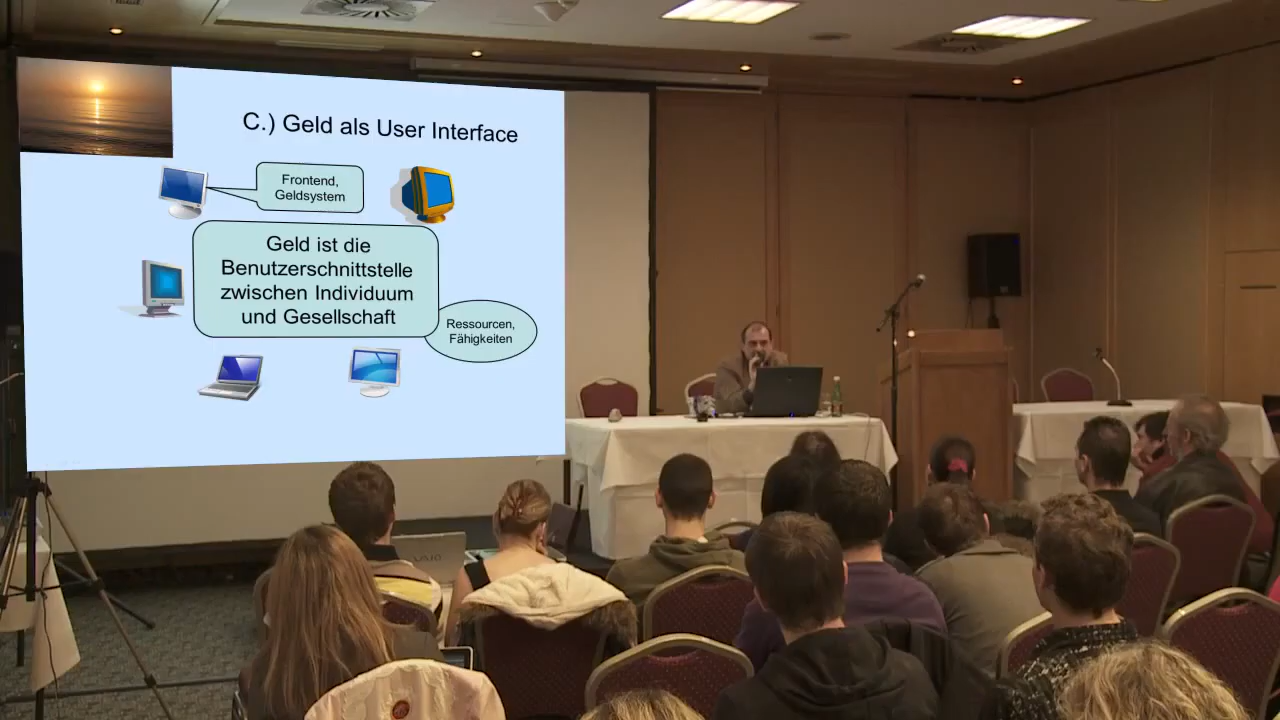 C.) Geld als User Interface
Frontend,
Geldsystem
Geld ist die
Benutzerschnittstelle
zwischen Individuum
und Gesellschaft
Ressourcen,
Fähigkeiten